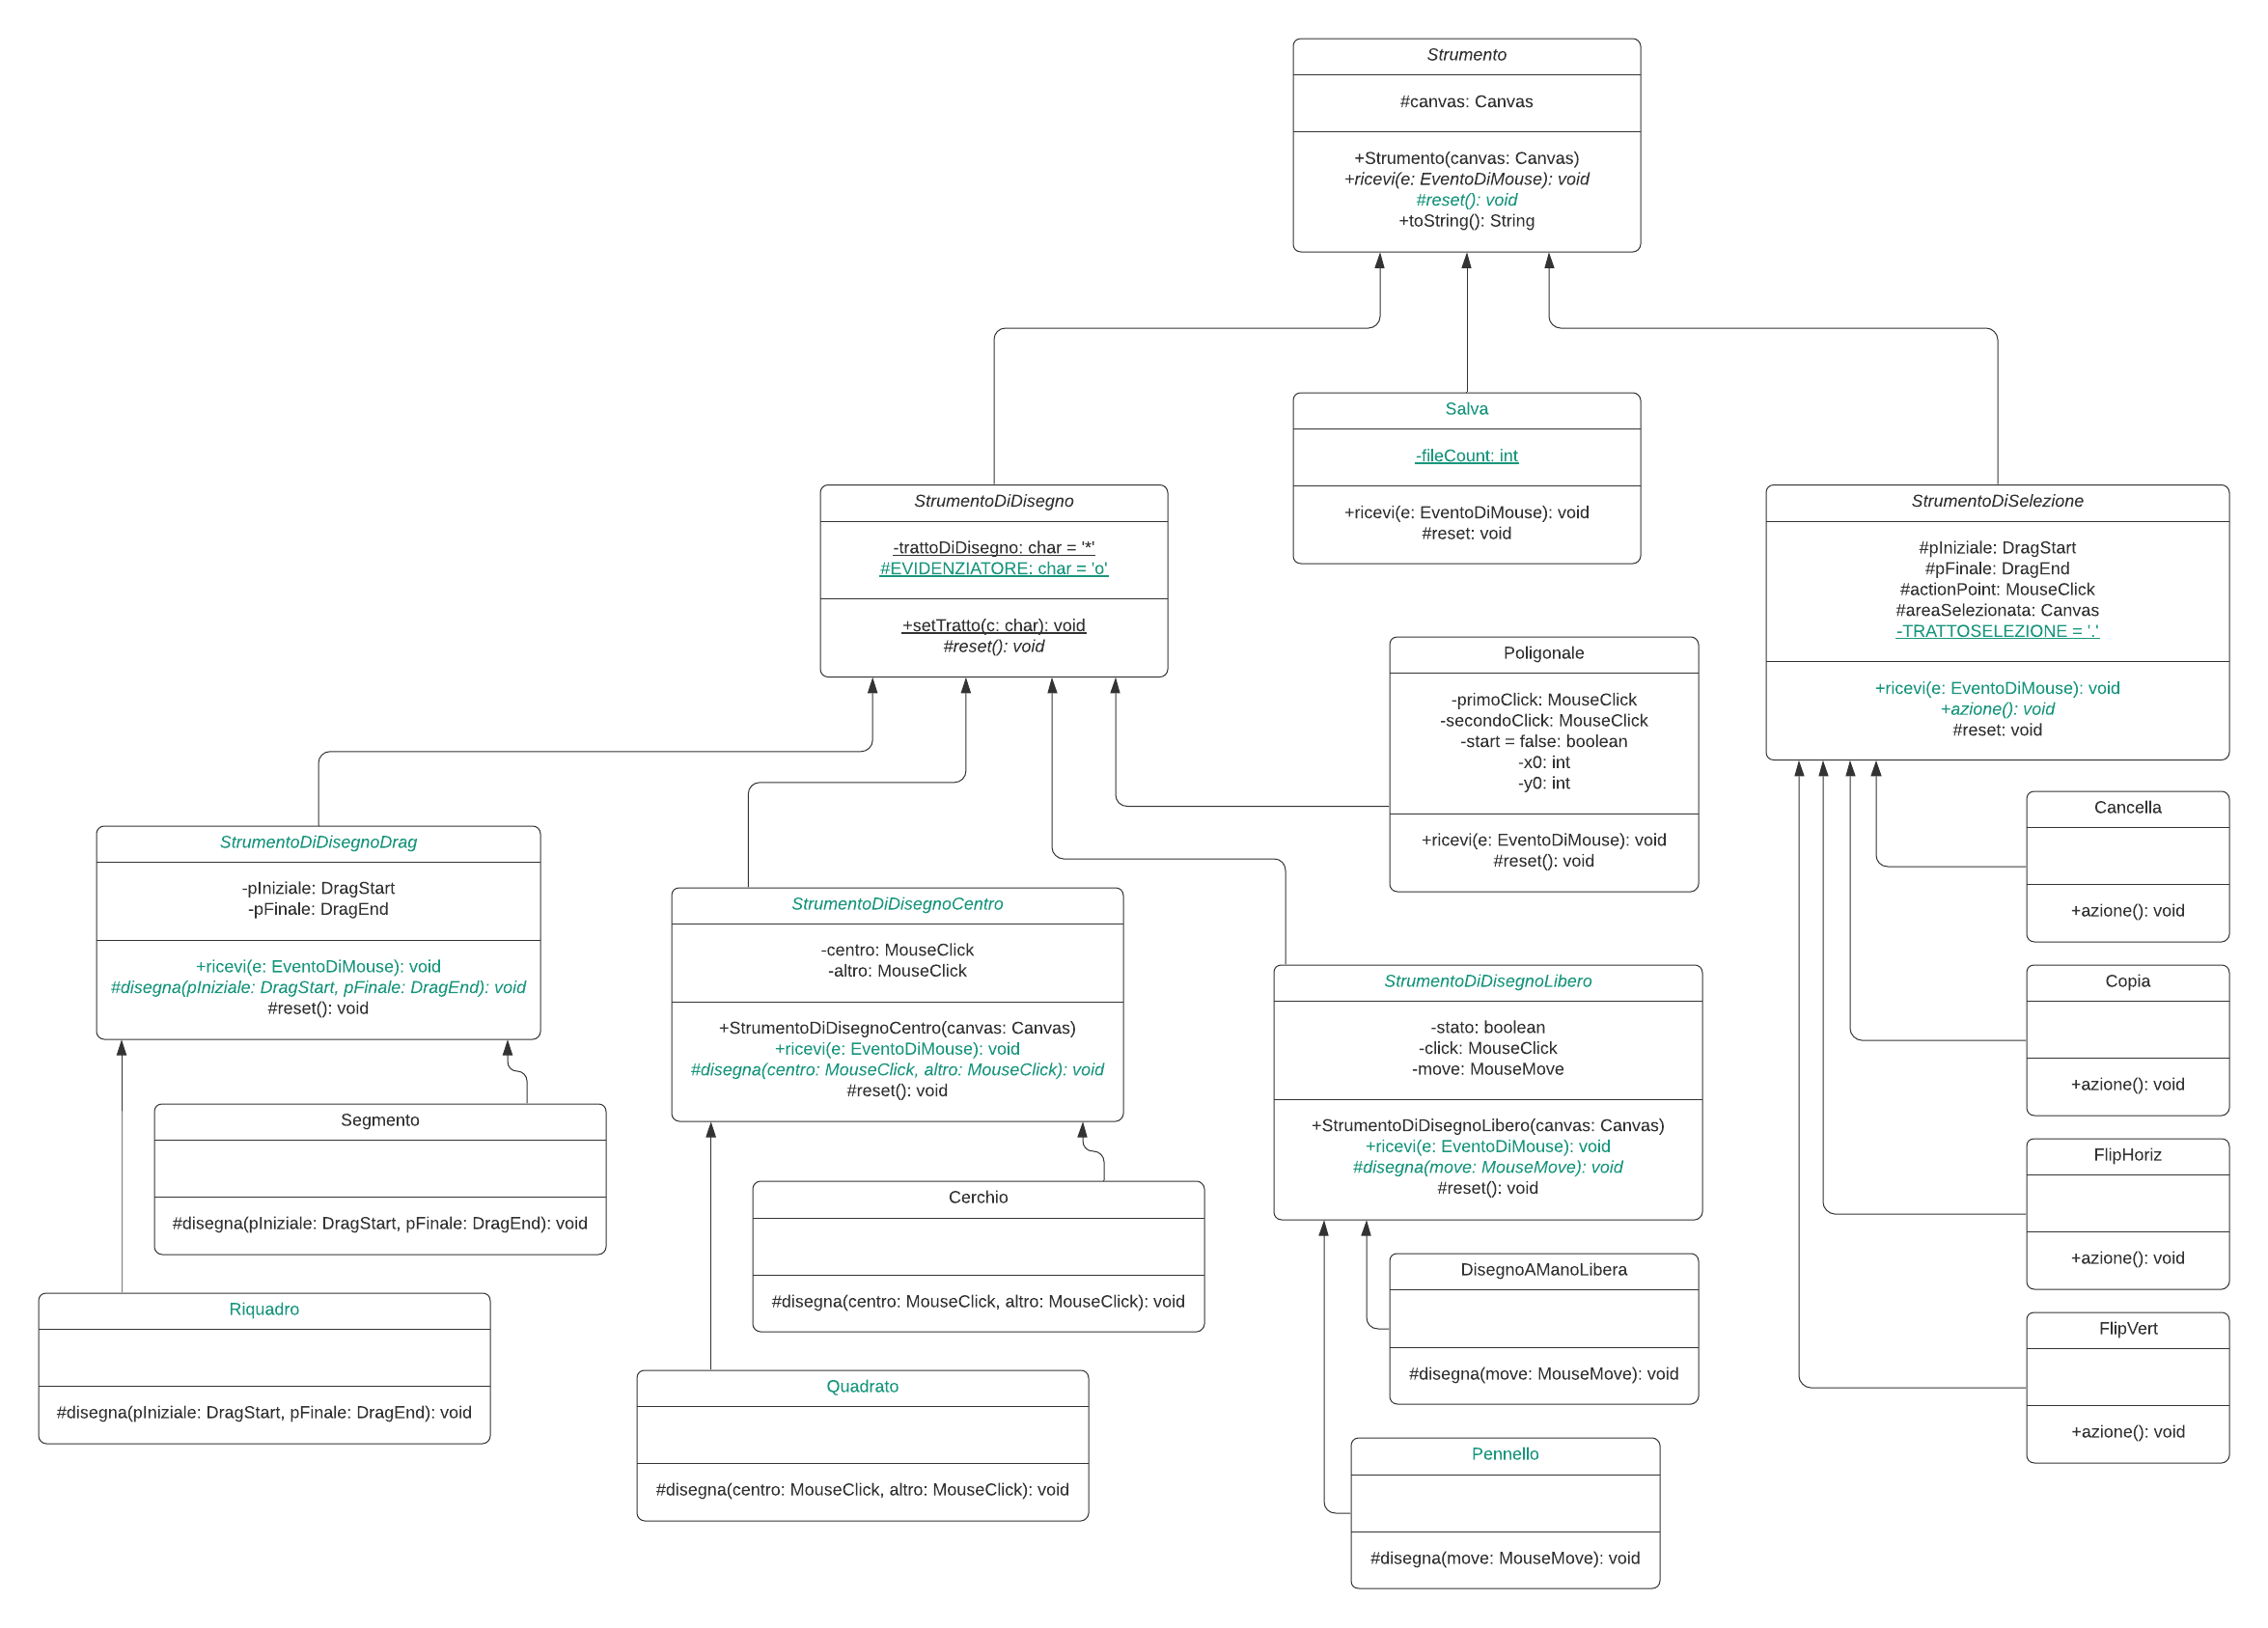 Strumento
#canvas: Canvas
+Strumento(canvas: Canvas)
+ricevi(e: EventoDiMouse): void
#reset(): void
+toString(): String
Salva
-fileCount: int
+ricevi(e: EventoDiMouse): void
#reset: void
StrumentoDiDisegno
-trattoDiDisegno: char = '*'
#EVIDENZIATORE: char = 'o'
+setTratto(c: char): void
#reset(): void
StrumentoDiSelezione
#pIniziale: DragStart
#pFinale: DragEnd
#actionPoint: MouseClick
#areaSelezionata: Canvas
-TRATTOSELEZIONE = '.'
+ricevi(e: EventoDiMouse): void
+azione(): void
#reset: void
Poligonale
-primoClick: MouseClick
-secondoClick: MouseClick
-start = false: boolean
-x0: int
-y0: int
+ricevi(e: EventoDiMouse): void
#reset(): void
StrumentoDiDisegnoDrag
-pIniziale: DragStart
-pFinale: DragEnd
+ricevi(e: EventoDiMouse): void
#disegna(pIniziale: DragStart, pFinale: DragEnd): void
#reset(): void
StrumentoDiDisegnoCentro
-centro: MouseClick
-altro: MouseClick
+StrumentoDiDisegnoCentro(canvas: Canvas)
+ricevi(e: EventoDiMouse): void
#disegna(centro: MouseClick, altro: MouseClick): void
#reset(): void
StrumentoDiDisegnoLibero
-stato: boolean
-click: MouseClick
-move: MouseMove
+StrumentoDiDisegnoLibero(canvas: Canvas)
+ricevi(e: EventoDiMouse): void
#disegna(move: MouseMove): void
#reset(): void
Cancella
+azione(): void
Copia
+azione(): void
FlipHoriz
+azione(): void
FlipVert
+azione(): void
Segmento
#disegna(pIniziale: DragStart, pFinale: DragEnd): void
Riquadro
#disegna(pIniziale: DragStart, pFinale: DragEnd): void
Cerchio
#disegna(centro: MouseClick, altro: MouseClick): void
Quadrato
#disegna(centro: MouseClick, altro: MouseClick): void
DisegnoAManoLibera
#disegna(move: MouseMove): void
Pennello
#disegna(move: MouseMove): void